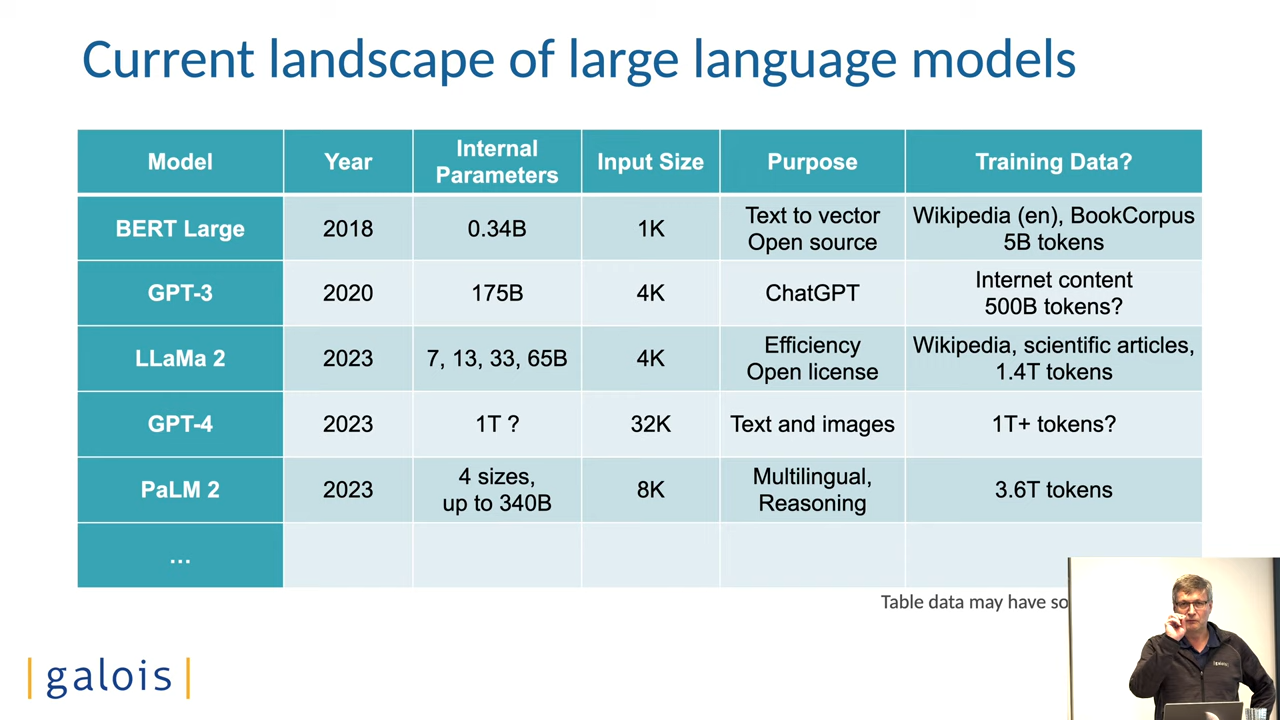 Current landscape of large language models
Model
Year
Internal
Parameters
Input Size
Purpose
Training Data?
BERT Large
2018
0.34B
1K
Text to vector
Open source
Wikipedia (en), BookCorpus
5B tokens
GPT-3
2020
175B
4K
ChatGPT
Internet content
500B tokens?
LLaMa 2
2023
7, 13, 33, 65B
4K
Efficiency
Open license
Wikipedia, scientific articles,
1.4T tokens
GPT-4
2023
1T ?
32K
Text and images
1T+ tokens?
PaLM 2
2023
4 sizes,
up to 340B
8K
Multilingual,
Reasoning
3.6T tokens
...
Table data may have so
| galois |